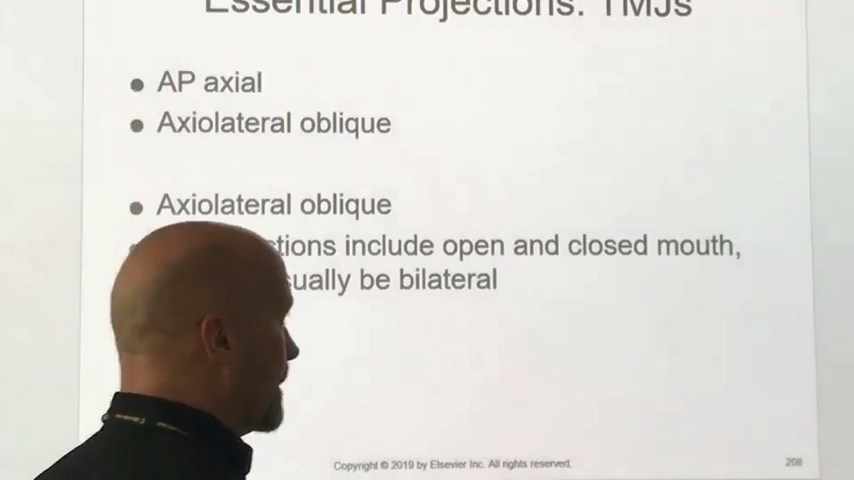 Essential Projections: TMJs
● AP axial
● Axiolateral oblique
● Axiolateral oblique
tions include open and closed mouth,
ually be bilateral
Copyright © 2019 by Elsevier Inc. All rights reserved.
208